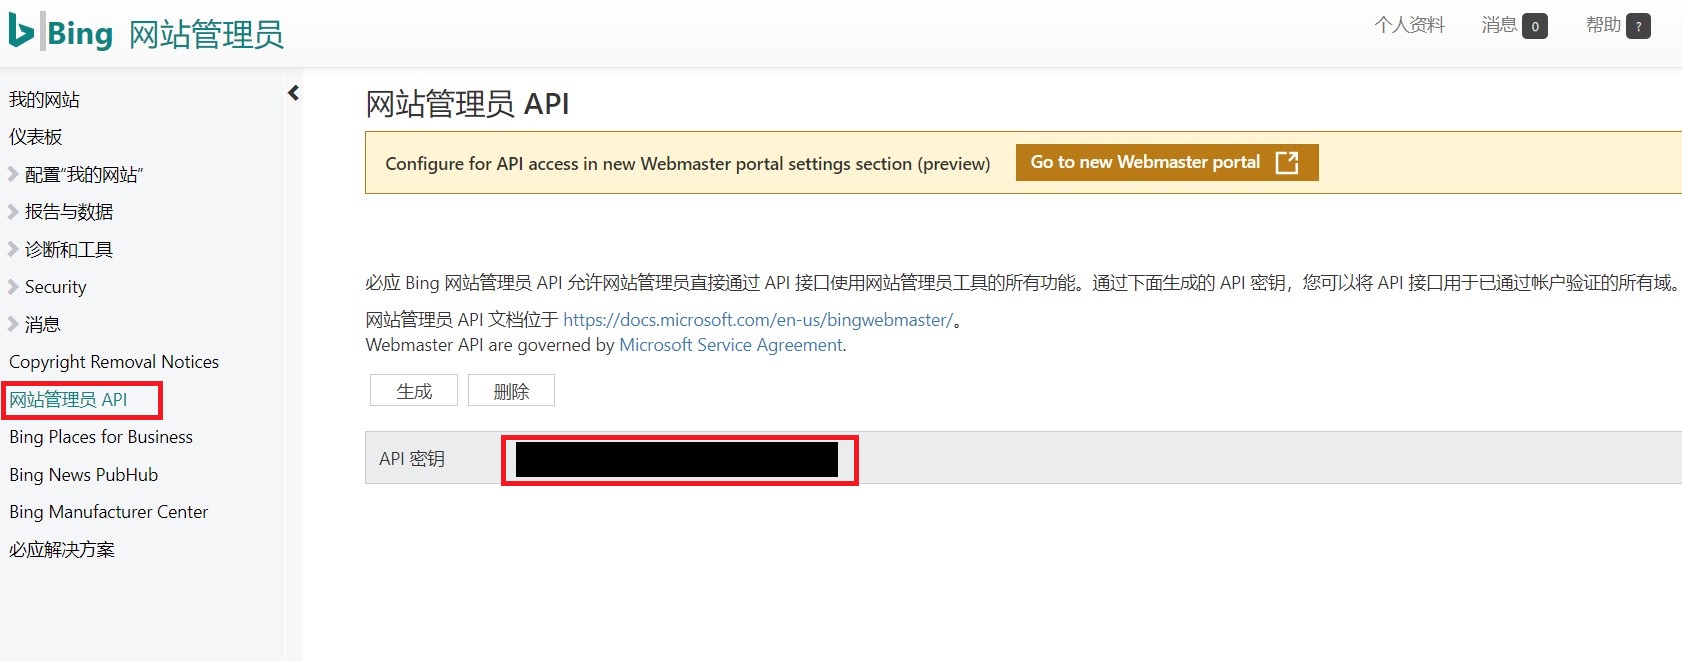 Bing 网站管理员
个人资料 消息 0 帮助 ?
我的网站
仪表板
配置"我的网站"
报告与数据
诊断和工具
Security
消息
Copyright Removal Notices
网站管理员 API
Bing Places for Business
Bing News PubHub
Bing Manufacturer Center
必应解决方案
网站管理员 API
Configure for API access in new Webmaster portal settings section (preview) Go to new Webmaster portal
必应 Bing 网站管理员 API 允许网站管理员直接通过 API 接口使用网站管理员工具的所有功能。通过下面生成的 API 密钥，您可以将 API 接口用于已通过帐户验证的所有域。
网站管理员 API 文档位于 https://docs.microsoft.com/en-us/bingwebmaster/。
Webmaster API are governed by Microsoft Service Agreement.
生成 删除
API 密钥